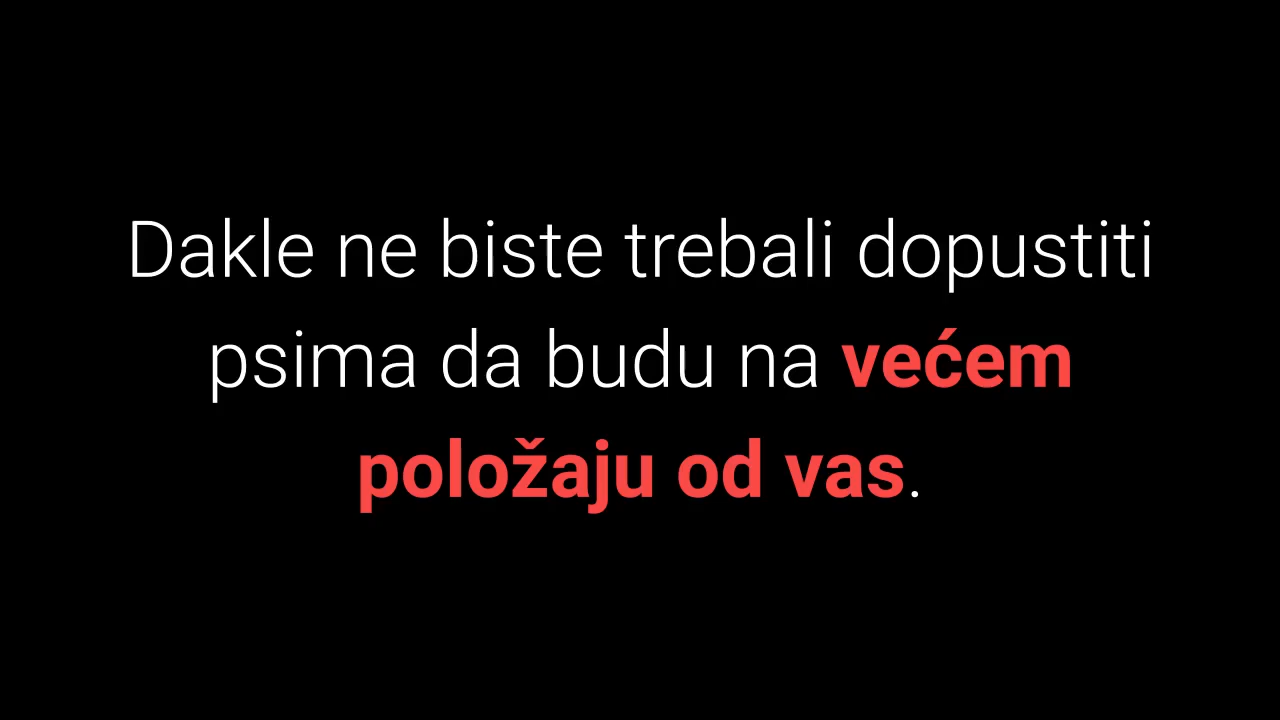 Dakle ne biste trebali dopustiti
psima da budu na većem
položaju od vas.